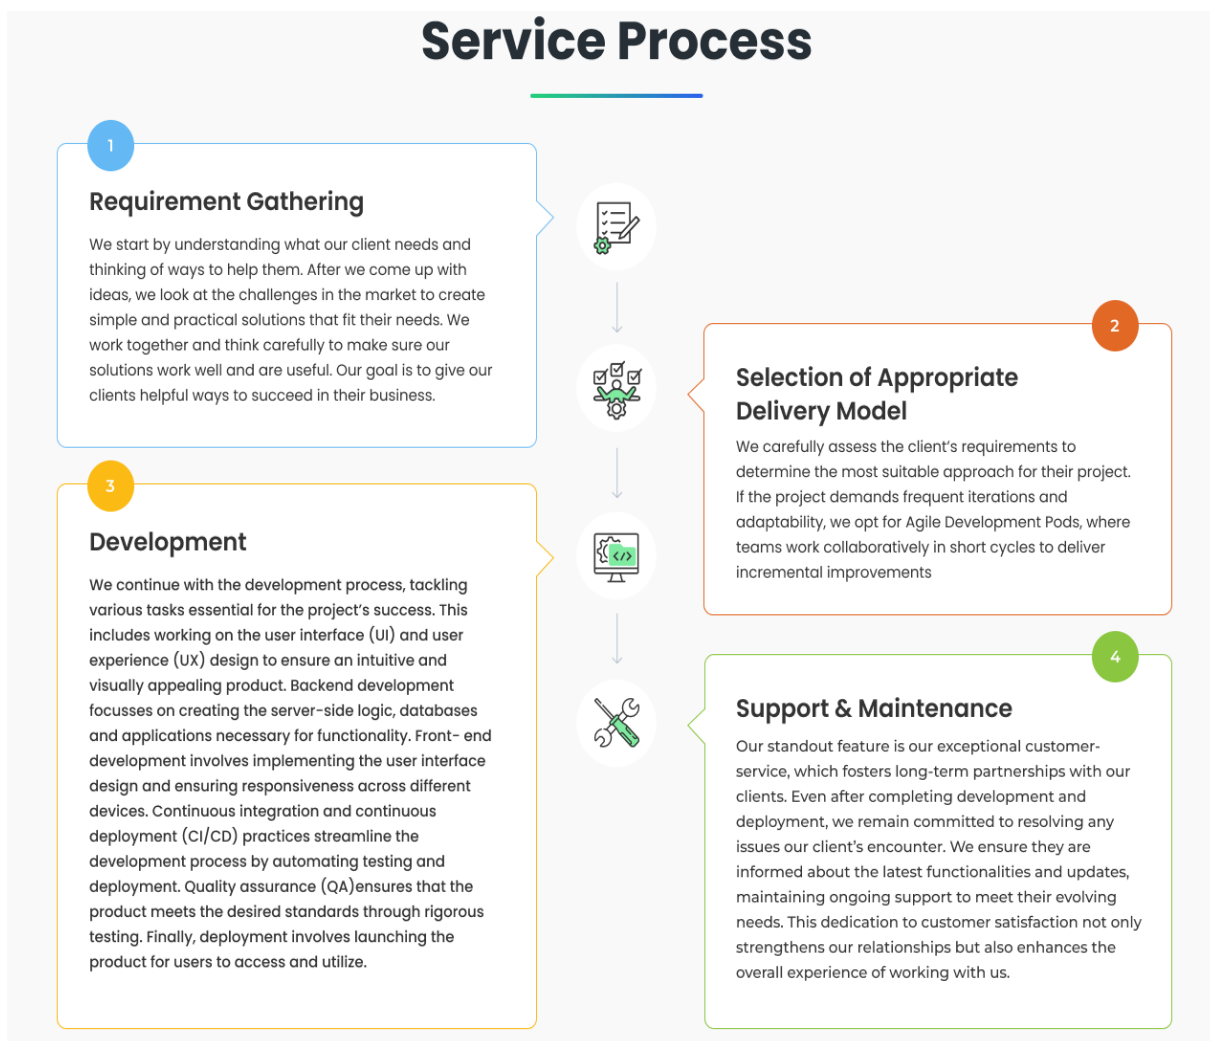 Service Process
1
Requirement Gathering
We start by understanding what our client needs and
thinking of ways to help them. After we come up with
ideas, we look at the challenges in the market to create
simple and practical solutions that fit their needs. We
work together and think carefully to make sure our
solutions work well and are useful. Our goal is to give our
clients helpful ways to succeed in their business.
2
Selection of Appropriate
Delivery Model
We carefully assess the client's requirements to
determine the most suitable approach for their project.
If the project demands frequent iterations and
adaptability, we opt for Agile Development Pods, where
teams work collaboratively in short cycles to deliver
incremental improvements
3
Development
We continue with the development process, tackling
various tasks essential for the project's success. This
includes working on the user interface (UI) and user
experience (UX) design to ensure an intuitive and
visually appealing product. Backend development
focusses on creating the server-side logic, databases
and applications necessary for functionality. Front- end
development involves implementing the user interface
design and ensuring responsiveness across different
devices. Continuous integration and continuous
deployment (CI/CD) practices streamline the
development process by automating testing and
deployment. Quality assurance (QA)ensures that the
product meets the desired standards through rigorous
testing. Finally, deployment involves launching the
product for users to access and utilize.
4
Support & Maintenance
Our standout feature is our exceptional customer-
service, which fosters long-term partnerships with our
clients. Even after completing development and
deployment, we remain committed to resolving any
issues our client's encounter. We ensure they are
informed about the latest functionalities and updates,
maintaining ongoing support to meet their evolving
needs. This dedication to customer satisfaction not only
strengthens our relationships but also enhances the
overall experience of working with us.